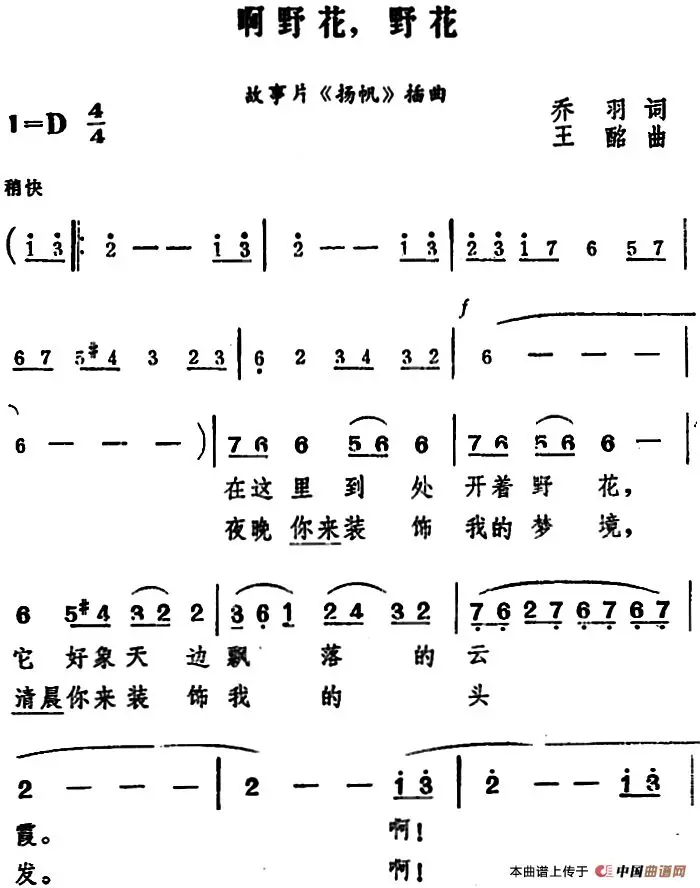 啊野花，野花
故事片《扬帆》插曲
1=D 4/4
乔羽词
王酩曲
稍快
(i 3 2 — — i 3 | 2 — — i 3 | 2 3 i 7 6 5 7 |
6 7 5 #4 3 2 3 | 6 2 3 4 3 2 | f 6 — — — |
6 — — — ) | 7 6 6 5 6 6 | 7 6 5 6 6 — |
在这里到处开着野花，
夜晚你来装饰我的梦境，
6 5 #4 3 2 2 | 3 6 1 2 4 3 2 | 7 6 2 7 6 7 6 7 |
它好象天边飘落的云
清晨你来装饰我的头
2 — — — | 2 — — i 3 | 2 — — i 3 |
霞。啊！
发。啊！
本曲谱上传于 中国曲谱网